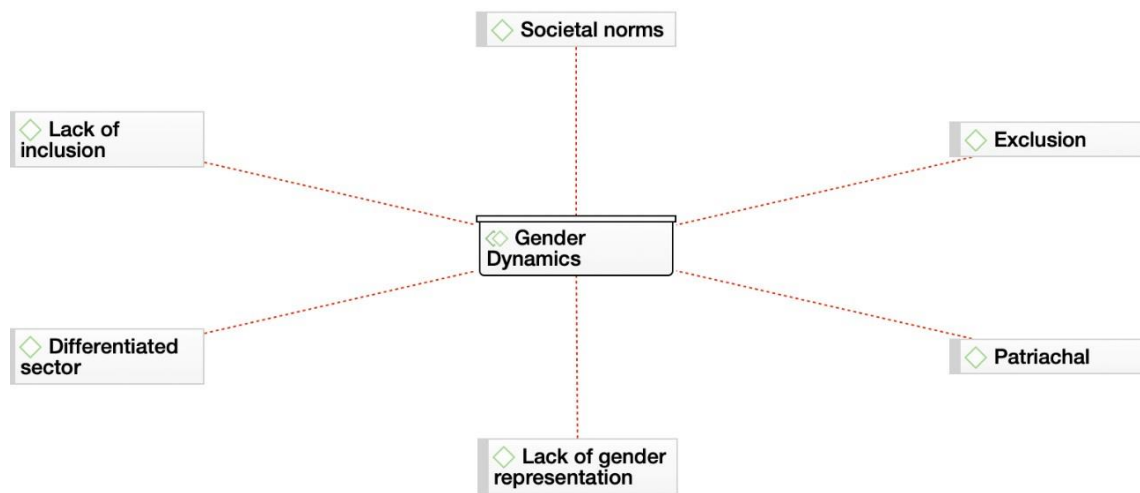 Societal norms
Lack of
inclusion
Exclusion
Gender
Dynamics
Differentiated
sector
Patriachal
Lack of gender
representation